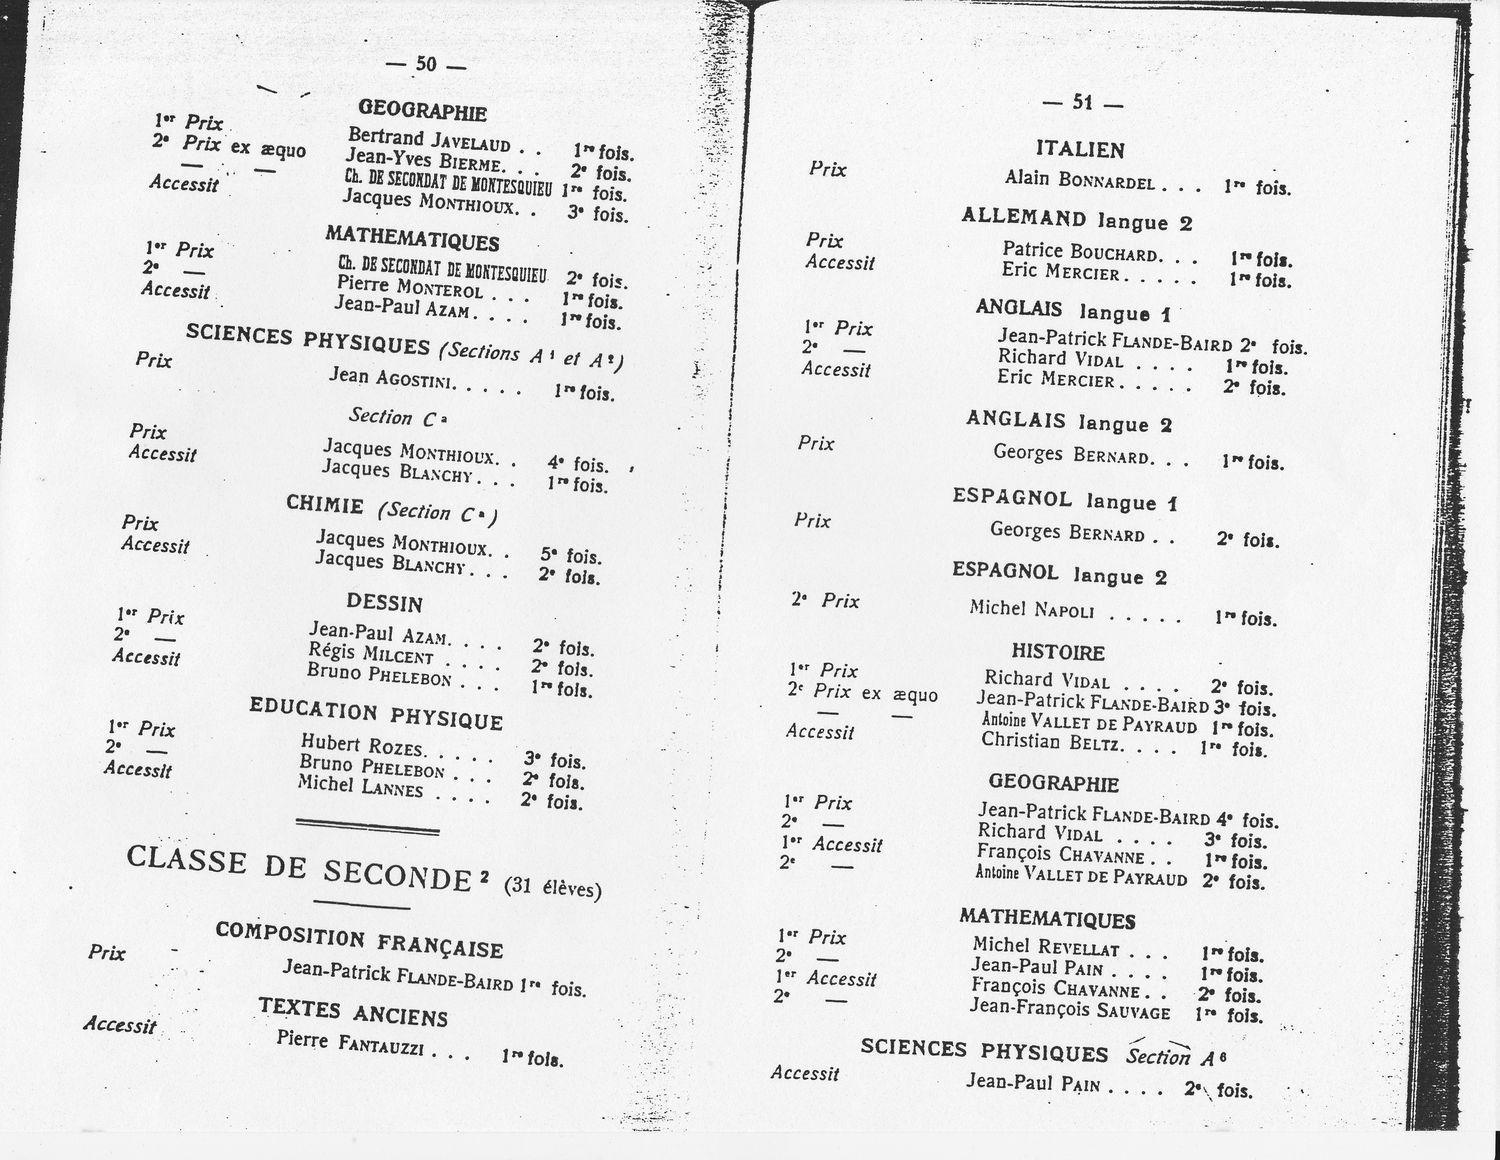 — 50 —
GEOGRAPHIE
1er Prix Bertrand JAVELAUD . . 1re fois.
2e Prix ex æquo Jean-Yves BIERME. . . 2e fois.
— — Ch. DE SECONDAT DE MONTESQUIEU 1re fois.
Accessit Jacques MONTHIOUX. . 3e fois.
MATHEMATIQUES
1er Prix Ch. DE SECONDAT DE MONTESQUIEU 2e fois.
2e — Pierre MONTEROL . . . 1re fois.
Accessit Jean-Paul AZAM. . . . 1re fois.
SCIENCES PHYSIQUES (Sections A1 et A2)
Prix Jean AGOSTINI. . . . . 1re fois.
Section Ca
Prix Jacques MONTHIOUX. . 4e fois.
Accessit Jacques BLANCHY. . . 1re fois.
CHIMIE (Section Ca)
Prix Jacques MONTHIOUX. . 5e fois.
Accessit Jacques BLANCHY. . . 2e fois.
DESSIN
1er Prix Jean-Paul AZAM. . . . 2e fois.
2e — Régis MILCENT . . . . 2e fois.
Accessit Bruno PHELEBON . . . 1re fois.
EDUCATION PHYSIQUE
1er Prix Hubert ROZES. . . . . 3e fois.
2e — Bruno PHELEBON . . . 2e fois.
Accessit Michel LANNES . . . . 2e fois.
CLASSE DE SECONDE 2 (31 élèves)
COMPOSITION FRANÇAISE
Prix Jean-Patrick FLANDE-BAIRD 1re fois.
TEXTES ANCIENS
Accessit Pierre FANTAUZZI . . . 1re fois.
— 51 —
ITALIEN
Prix Alain BONNARDEL . . . 1re fois.
ALLEMAND langue 2
Prix Patrice BOUCHARD. . . 1re fois.
Accessit Eric MERCIER. . . . . 1re fois.
ANGLAIS langue 1
1er Prix Jean-Patrick FLANDE-BAIRD 2e fois.
2e — Richard VIDAL . . . . 1re fois.
Accessit Eric MERCIER. . . . . 2e fois.
ANGLAIS langue 2
Prix Georges BERNARD. . . 1re fois.
ESPAGNOL langue 1
Prix Georges BERNARD . . 2e fois.
ESPAGNOL langue 2
2e Prix Michel NAPOLI . . . . . 1re fois.
HISTOIRE
1er Prix Richard VIDAL . . . . 2e fois.
2e Prix ex æquo Jean-Patrick FLANDE-BAIRD 3e fois.
— — Antoine VALLET DE PAYRAUD 1re fois.
Accessit Christian BELTZ. . . . 1re fois.
GEOGRAPHIE
1er Prix Jean-Patrick FLANDE-BAIRD 4e fois.
2e — Richard VIDAL . . . . 3e fois.
1er Accessit François CHAVANNE . . 1re fois.
2e — Antoine VALLET DE PAYRAUD 2e fois.
MATHEMATIQUES
1er Prix Michel REVELLAT . . . 1re fois.
2e — Jean-Paul PAIN . . . . 1re fois.
1er Accessit François CHAVANNE . . 2e fois.
2e — Jean-François SAUVAGE 1re fois.
SCIENCES PHYSIQUES Section A6
Accessit Jean-Paul PAIN . . . . 2e fois.